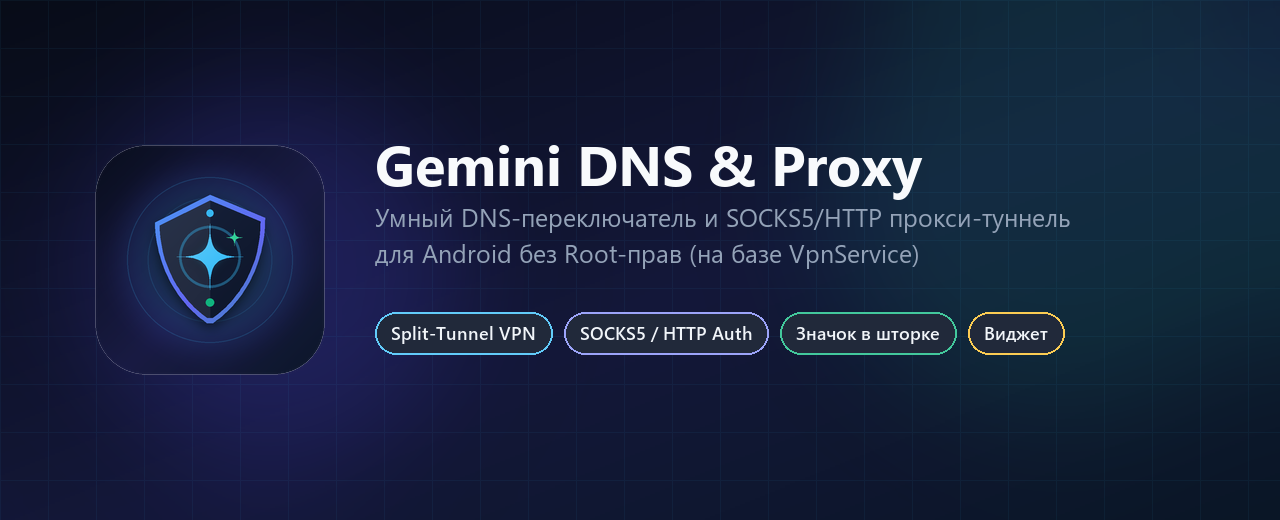 Gemini DNS & Proxy
Умный DNS-переключатель и SOCKS5/HTTP прокси-туннель
для Android без Root-прав (на базе VpnService)
Split-Tunnel VPN
SOCKS5 / HTTP Auth
Значок в шторке
Виджет